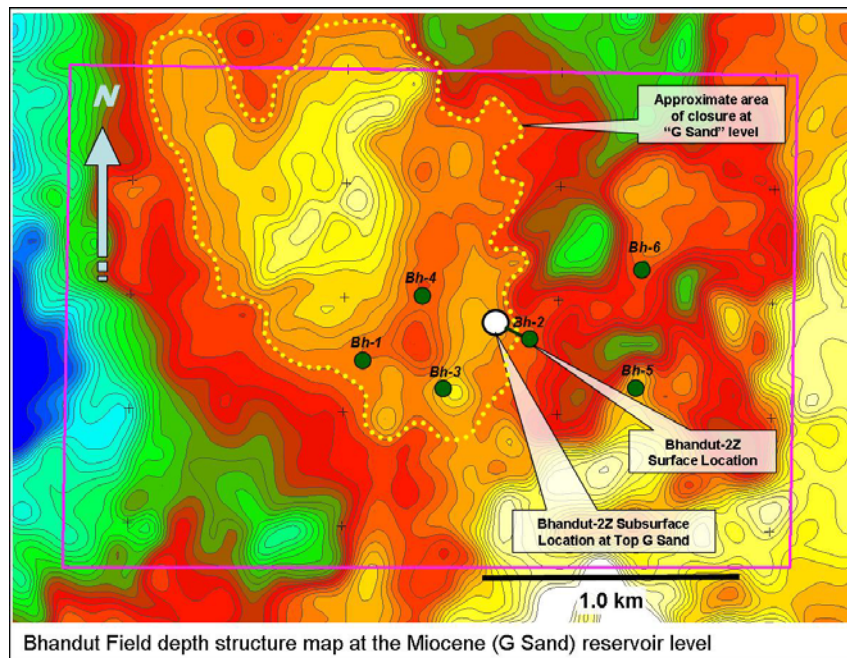 N
Approximate area
of closure at
“G Sand” level
Bh-6
Bh-4
Bh-2
Bh-1
Bh-3
Bh-5
Bhandut-2Z
Surface Location
Bhandut-2Z Subsurface
Location at Top G Sand
1.0 km
Bhandut Field depth structure map at the Miocene (G Sand) reservoir level